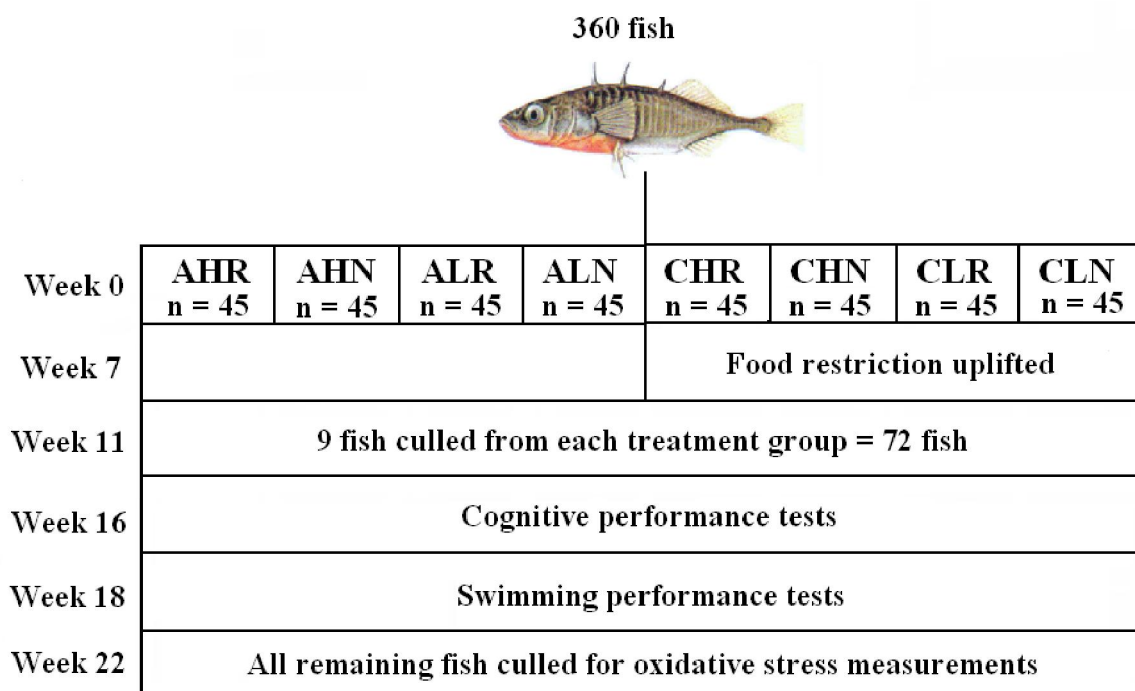 360 fish
Week 0 AHR AHN ALR ALN CHR CHN CLR CLN
n = 45 n = 45 n = 45 n = 45 n = 45 n = 45 n = 45 n = 45
Week 7 Food restriction uplifted
Week 11 9 fish culled from each treatment group = 72 fish
Week 16 Cognitive performance tests
Week 18 Swimming performance tests
Week 22 All remaining fish culled for oxidative stress measurements